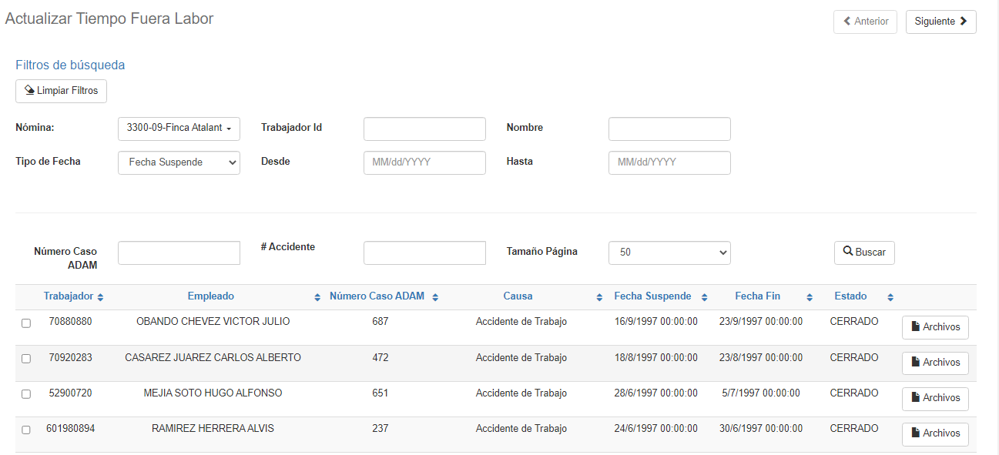 Actualizar Tiempo Fuera Labor
Anterior Siguiente
Filtros de búsqueda
Limpiar Filtros
Nómina: 3300-09-Finca Atalant Trabajador Id Nombre
Tipo de Fecha Fecha Suspende Desde MM/dd/YYYY Hasta MM/dd/YYYY
Número Caso ADAM # Accidente Tamaño Página 50 Buscar
Trabajador Empleado Número Caso ADAM Causa Fecha Suspende Fecha Fin Estado
70880880 OBANDO CHEVEZ VICTOR JULIO 687 Accidente de Trabajo 16/9/1997 00:00:00 23/9/1997 00:00:00 CERRADO Archivos
70920283 CASAREZ JUAREZ CARLOS ALBERTO 472 Accidente de Trabajo 18/8/1997 00:00:00 23/8/1997 00:00:00 CERRADO Archivos
52900720 MEJIA SOTO HUGO ALFONSO 651 Accidente de Trabajo 28/6/1997 00:00:00 5/7/1997 00:00:00 CERRADO Archivos
601980894 RAMIREZ HERRERA ALVIS 237 Accidente de Trabajo 24/6/1997 00:00:00 30/6/1997 00:00:00 CERRADO Archivos